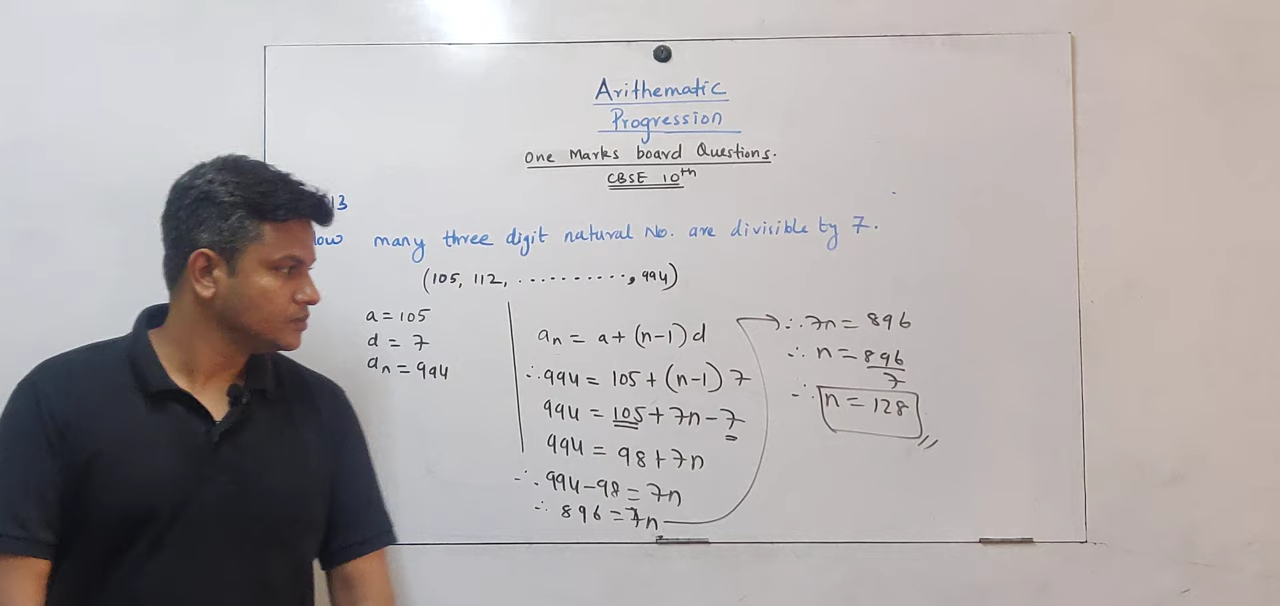 Arithematic
Progression
One Marks board Questions.
CBSE 10th
13
many three digit natural No. are divisible by 7.
(105, 112, .........., 994)
a = 105
d = 7
an = 994
an = a + (n-1) d
∴ 994 = 105 + (n-1) 7
994 = 105 + 7n - 7
994 = 98 + 7n
∴ 994 - 98 = 7n
∴ 896 = 7n
∴ 7n = 896
∴ n = 896/7
∴ n = 128